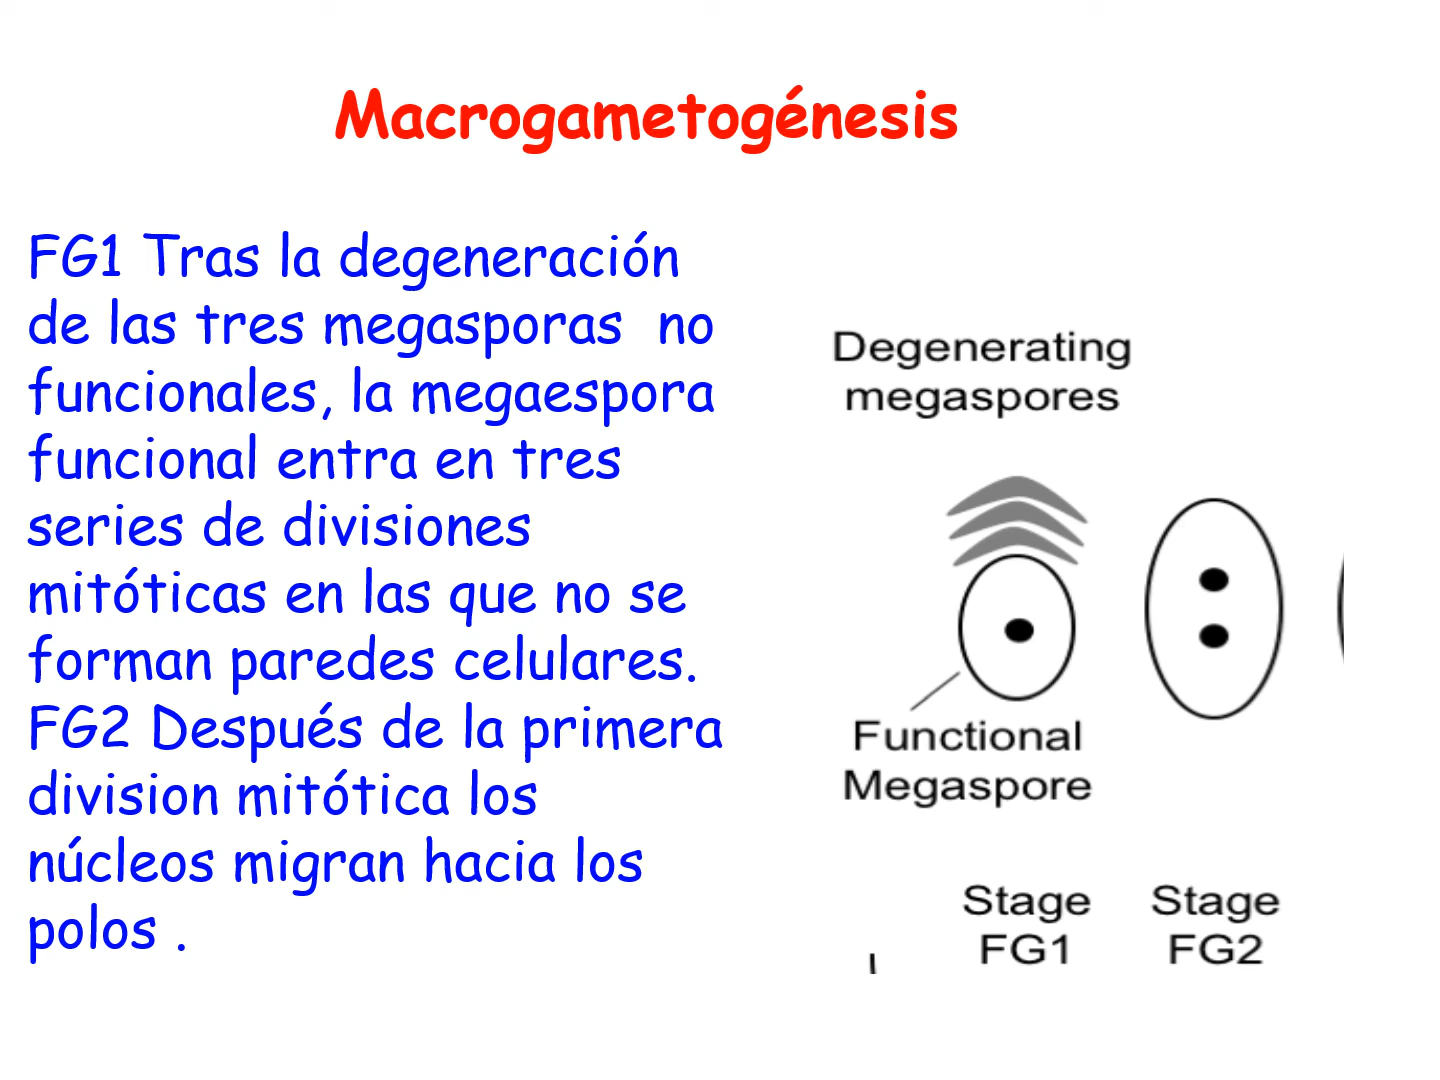 Macrogametogénesis
FG1 Tras la degeneración
de las tres megasporas no
funcionales, la megaespora
funcional entra en tres
series de divisiones
mitóticas en las que no se
forman paredes celulares.
FG2 Después de la primera
division mitótica los
núcleos migran hacia los
polos .
Degenerating
megaspores
Functional
Megaspore
Stage
FG1
Stage
FG2